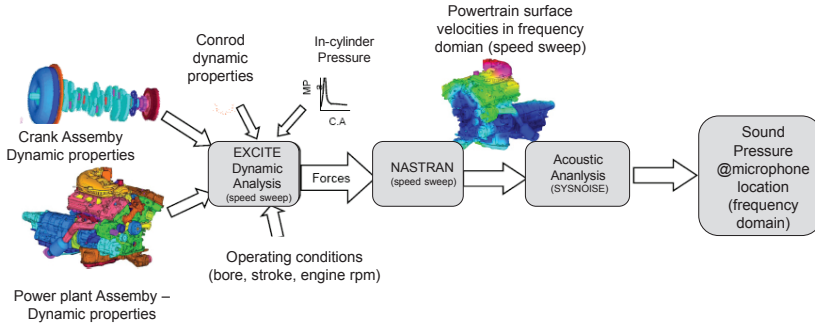 Conrod
dynamic
properties
In-cylinder
Pressure
MP
a
C.A
Powertrain surface
velocities in frequency
domian (speed sweep)
Crank Assemby
Dynamic properties
EXCITE
Dynamic
Analysis
(speed sweep)
Forces
NASTRAN
(speed sweep)
Acoustic
Ananlysis
(SYSNOISE)
Sound
Pressure
@microphone
location
(frequency
domain)
Operating conditions
(bore, stroke, engine rpm)
Power plant Assembly –
Dynamic properties